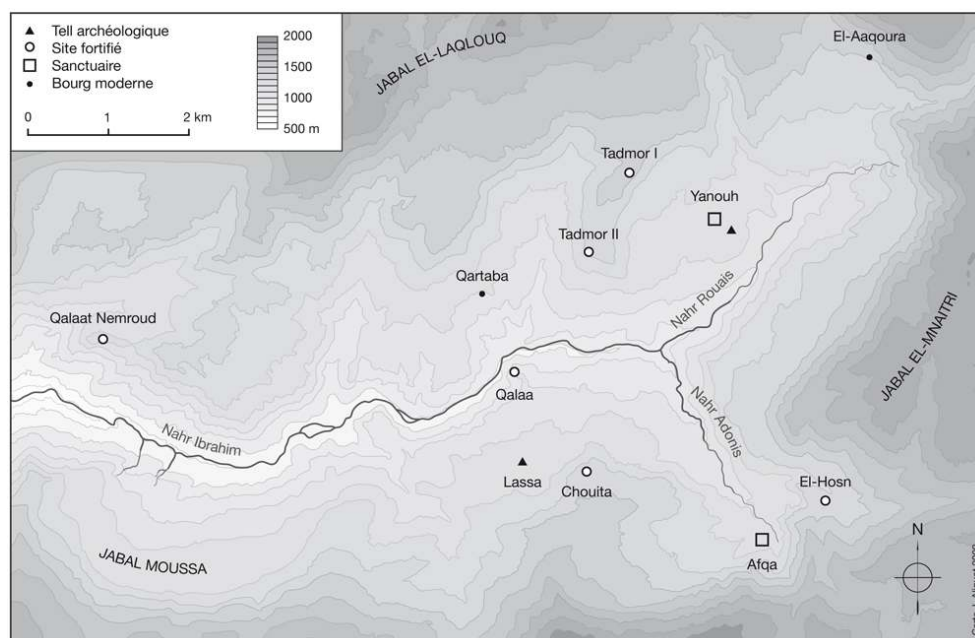 Tell archéologique
Site fortifié
Sanctuaire
Bourg moderne
0 1 2 km
2000
1500
1000
500 m
JABAL EL-LAQLOUQ
El-Aaqoura
Tadmor I
Yanouh
Tadmor II
Qartaba
Nahr Rouais
Qalaat Nemroud
JABAL EL-MNAITRI
Qalaa
Nahr Adonis
Nahr Ibrahim
Lassa
Chouita
El-Hosn
N
JABAL MOUSSA
Afqa